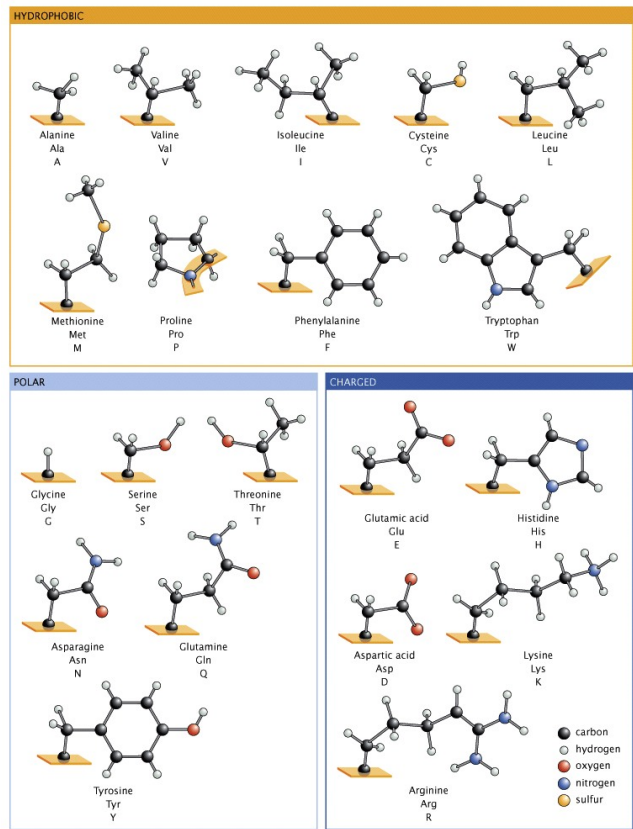 HYDROPHOBIC
Alanine
Ala
A
Valine
Val
V
Isoleucine
Ile
I
Cysteine
Cys
C
Leucine
Leu
L
Methionine
Met
M
Proline
Pro
P
Phenylalanine
Phe
F
Tryptophan
Trp
W
POLAR
Glycine
Gly
G
Serine
Ser
S
Threonine
Thr
T
Asparagine
Asn
N
Glutamine
Gln
Q
Tyrosine
Tyr
Y
CHARGED
Glutamic acid
Glu
E
Histidine
His
H
Aspartic acid
Asp
D
Lysine
Lys
K
Arginine
Arg
R
carbon
hydrogen
oxygen
nitrogen
sulfur